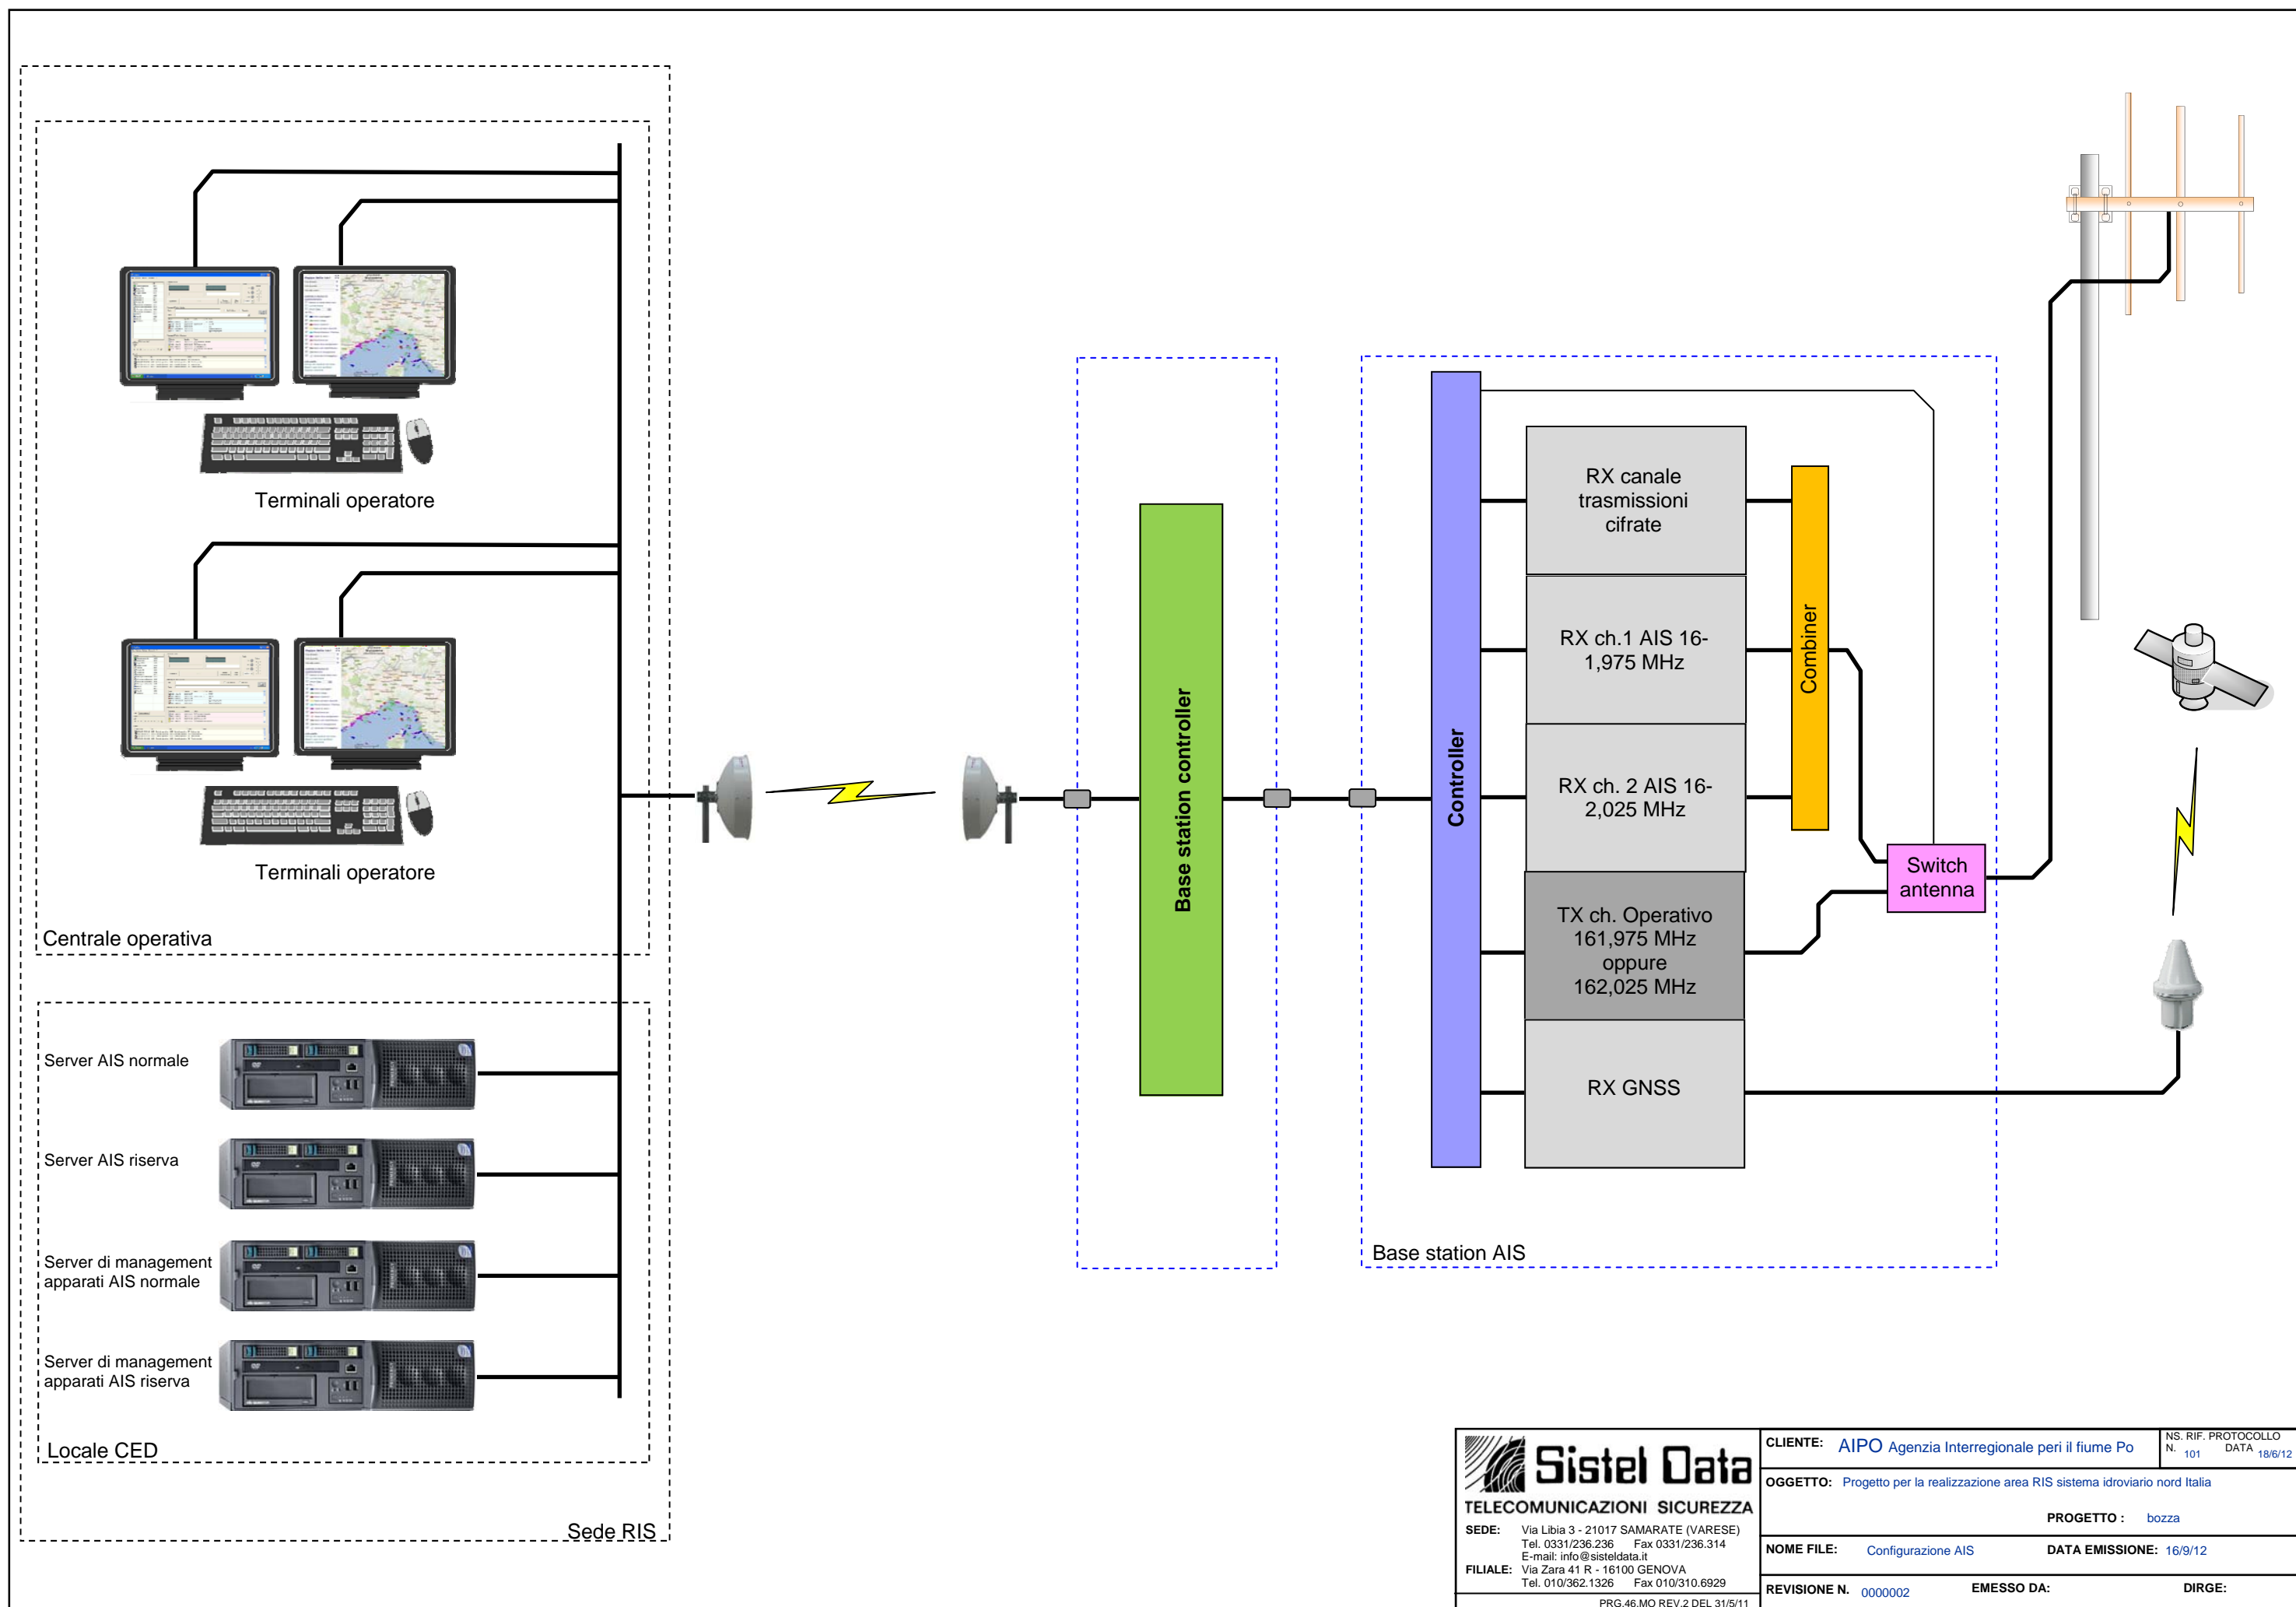 Terminali operatore
Terminali operatore
Centrale operativa
Server AIS normale
Server AIS riserva
Server di management
apparati AIS normale
Server di management
apparati AIS riserva
Locale CED
Sede RIS
Base station controller
Controller
RX canale
trasmissioni
cifrate
RX ch.1 AIS 16-
1,975 MHz
RX ch. 2 AIS 16-
2,025 MHz
TX ch. Operativo
161,975 MHz
oppure
162,025 MHz
RX GNSS
Combiner
Switch
antenna
Base station AIS
Sistel Data
TELECOMUNICAZIONI SICUREZZA
SEDE: Via Libia 3 - 21017 SAMARATE (VARESE)
Tel. 0331/236.236 Fax 0331/236.314
E-mail: info@sisteldata.it
FILIALE: Via Zara 41 R - 16100 GENOVA
Tel. 010/362.1326 Fax 010/310.6929
PRG.46.MO REV.2 DEL 31/5/11
CLIENTE: AIPO Agenzia Interregionale peri il fiume Po
NS. RIF. PROTOCOLLO
N. 101 DATA 18/6/12
OGGETTO: Progetto per la realizzazione area RIS sistema idroviario nord Italia
PROGETTO : bozza
NOME FILE: Configurazione AIS DATA EMISSIONE: 16/9/12
REVISIONE N. 0000002 EMESSO DA: DIRGE: